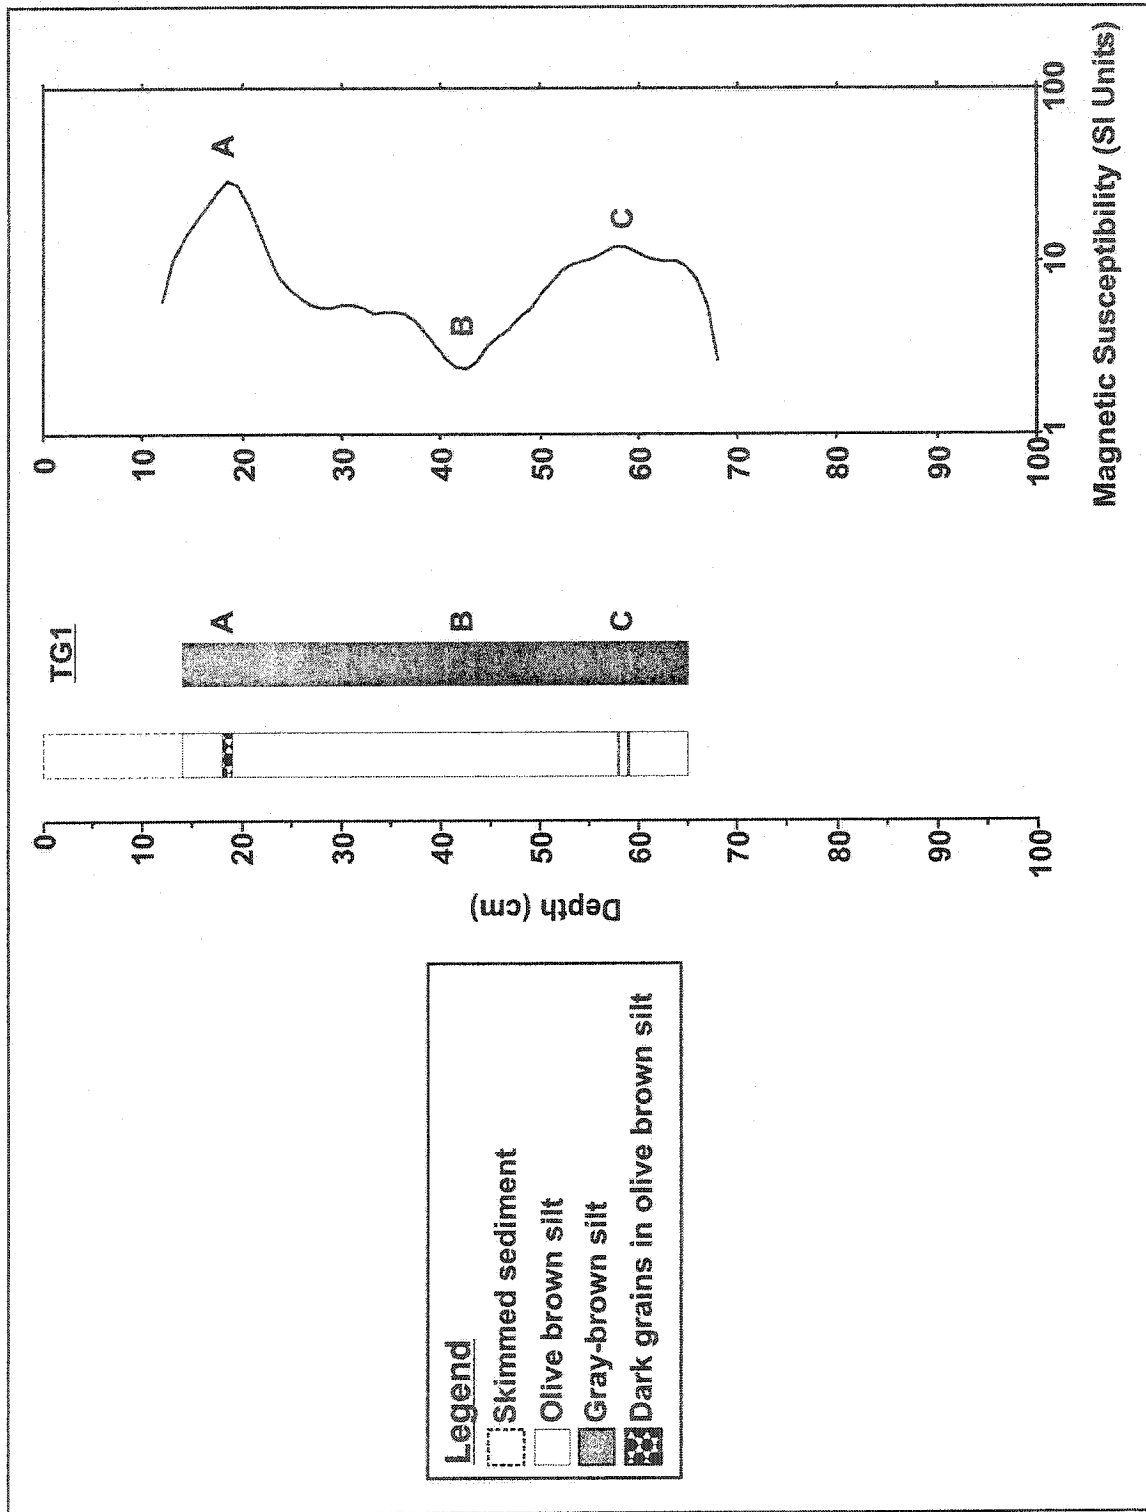 Legend
Skimmed sediment
Olive brown silt
Gray-brown silt
Dark grains in olive brown silt
Depth (cm)
0
10
20
30
40
50
60
70
80
90
100
TG1
A
B
C
0
10
20
30
40
50
60
70
80
90
100
A
B
C
1
10
100
Magnetic Susceptibility (SI Units)